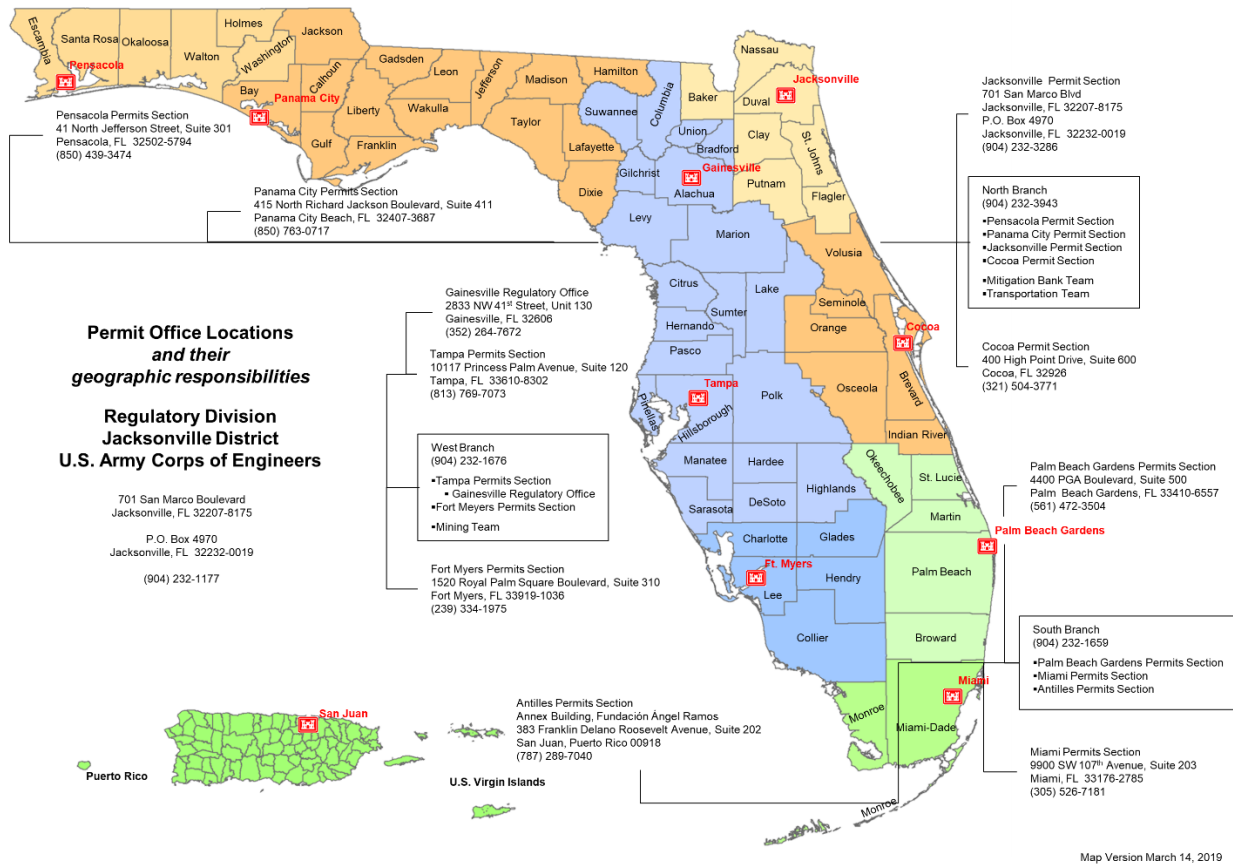 Escambia
Santa Rosa
Okaloosa
Walton
Holmes
Washington
Jackson
Bay
Calhoun
Gulf
Liberty
Gadsden
Franklin
Leon
Wakulla
Jefferson
Madison
Taylor
Hamilton
Lafayette
Dixie
Suwannee
Columbia
Baker
Nassau
Duval
Union
Bradford
Clay
St. Johns
Gilchrist
Alachua
Putnam
Flagler
Levy
Marion
Volusia
Citrus
Sumter
Lake
Seminole
Hernando
Orange
Pasco
Pinellas
Hillsborough
Polk
Osceola
Brevard
Indian River
Manatee
Hardee
Highlands
Okeechobee
St. Lucie
Sarasota
DeSoto
Martin
Charlotte
Glades
Lee
Hendry
Palm Beach
Collier
Broward
Monroe
Miami-Dade
Monroe
Pensacola
Panama City
Jacksonville
Gainesville
Cocoa
Tampa
Palm Beach Gardens
Ft. Myers
Miami
San Juan
Puerto Rico
U.S. Virgin Islands
Pensacola Permits Section
41 North Jefferson Street, Suite 301
Pensacola, FL 32502-5794
(850) 439-3474
Panama City Permits Section
415 North Richard Jackson Boulevard, Suite 411
Panama City Beach, FL 32407-3687
(850) 763-0717
Jacksonville Permit Section
701 San Marco Blvd
Jacksonville, FL 32207-8175
P.O. Box 4970
Jacksonville, FL 32232-0019
(904) 232-3286
North Branch
(904) 232-3943
▪Pensacola Permit Section
▪Panama City Permit Section
▪Jacksonville Permit Section
▪Cocoa Permit Section
▪Mitigation Bank Team
▪Transportation Team
Cocoa Permit Section
400 High Point Drive, Suite 600
Cocoa, FL 32926
(321) 504-3771
Gainesville Regulatory Office
2833 NW 41st Street, Unit 130
Gainesville, FL 32606
(352) 264-7672
Tampa Permits Section
10117 Princess Palm Avenue, Suite 120
Tampa, FL 33610-8302
(813) 769-7073
West Branch
(904) 232-1676
▪Tampa Permits Section
▪ Gainesville Regulatory Office
▪Fort Meyers Permits Section
▪Mining Team
Fort Myers Permits Section
1520 Royal Palm Square Boulevard, Suite 310
Fort Myers, FL 33919-1036
(239) 334-1975
Permit Office Locations
and their
geographic responsibilities
Regulatory Division
Jacksonville District
U.S. Army Corps of Engineers
701 San Marco Boulevard
Jacksonville, FL 32207-8175
P.O. Box 4970
Jacksonville, FL 32232-0019
(904) 232-1177
Palm Beach Gardens Permits Section
4400 PGA Boulevard, Suite 500
Palm Beach Gardens, FL 33410-6557
(561) 472-3504
South Branch
(904) 232-1659
▪Palm Beach Gardens Permits Section
▪Miami Permits Section
▪Antilles Permits Section
Antilles Permits Section
Annex Building, Fundación Ángel Ramos
383 Franklin Delano Roosevelt Avenue, Suite 202
San Juan, Puerto Rico 00918
(787) 289-7040
Miami Permits Section
9900 SW 107th Avenue, Suite 203
Miami, FL 33176-2785
(305) 526-7181
Map Version March 14, 2019